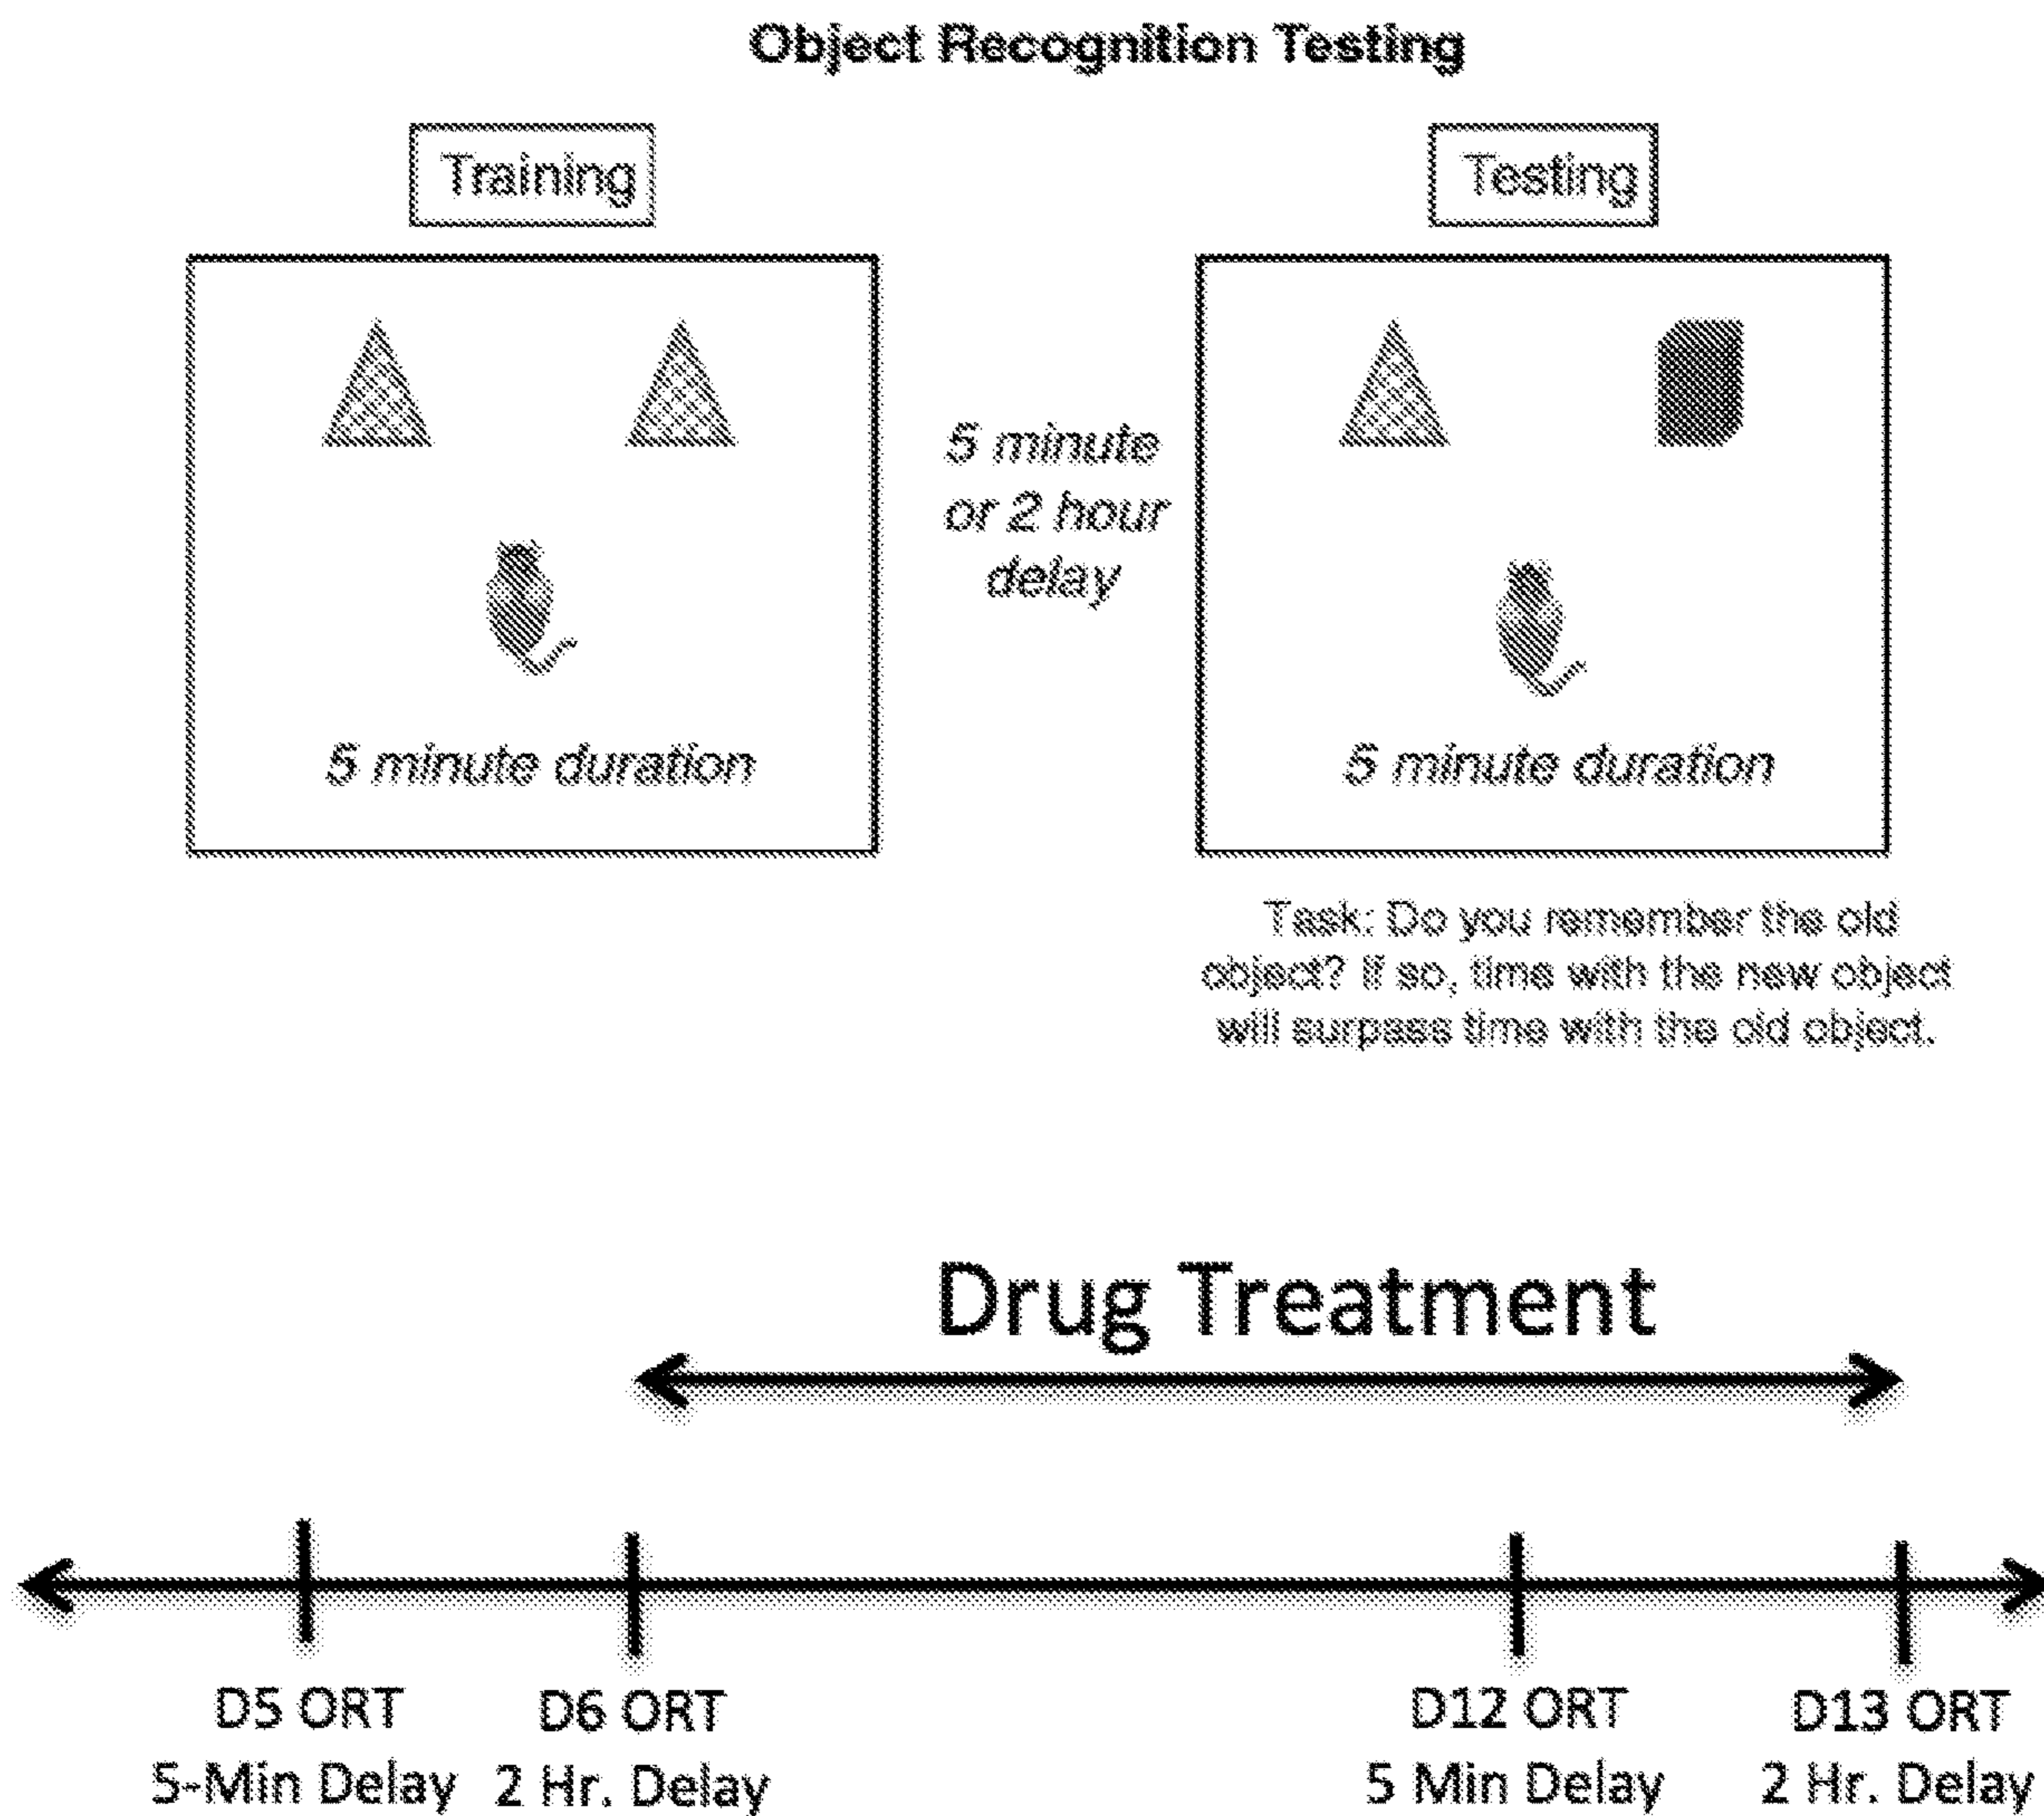 Object Recognition Testing
Training
Testing
5 minute
or 2 hour
delay
5 minute duration
5 minute duration
Task: Do you remember the old
object? If so, time with the new object
will surpass time with the old object.
Drug Treatment
D5 ORT
5-Min Delay
D6 ORT
2 Hr. Delay
D12 ORT
5 Min Delay
D13 ORT
2 Hr. Delay